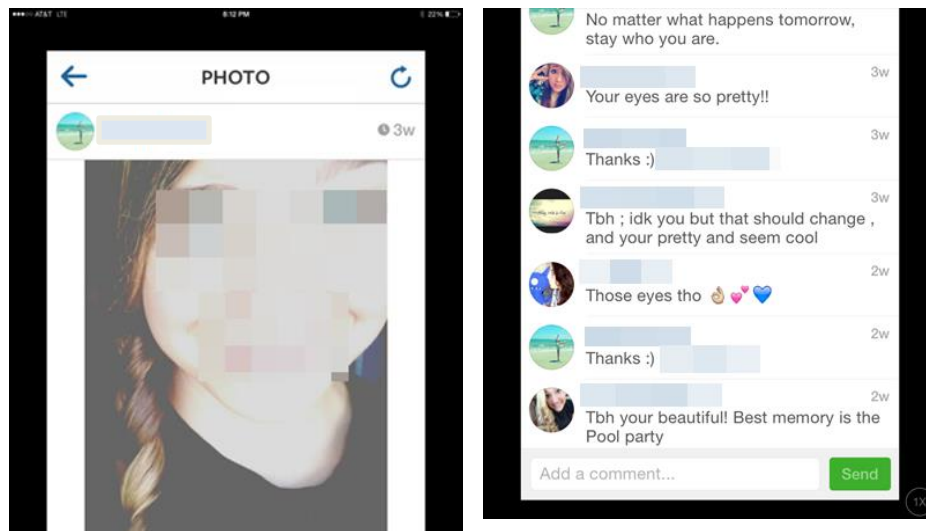 AT&T LTE
8:12 PM
22%
PHOTO
3w
No matter what happens tomorrow,
stay who you are.
3w
Your eyes are so pretty!!
3w
Thanks :)
3w
Tbh ; idk you but that should change ,
and your pretty and seem cool
2w
Those eyes tho 👌💕💙
2w
Thanks :)
2w
Tbh your beautiful! Best memory is the
Pool party
Add a comment...
Send
1X